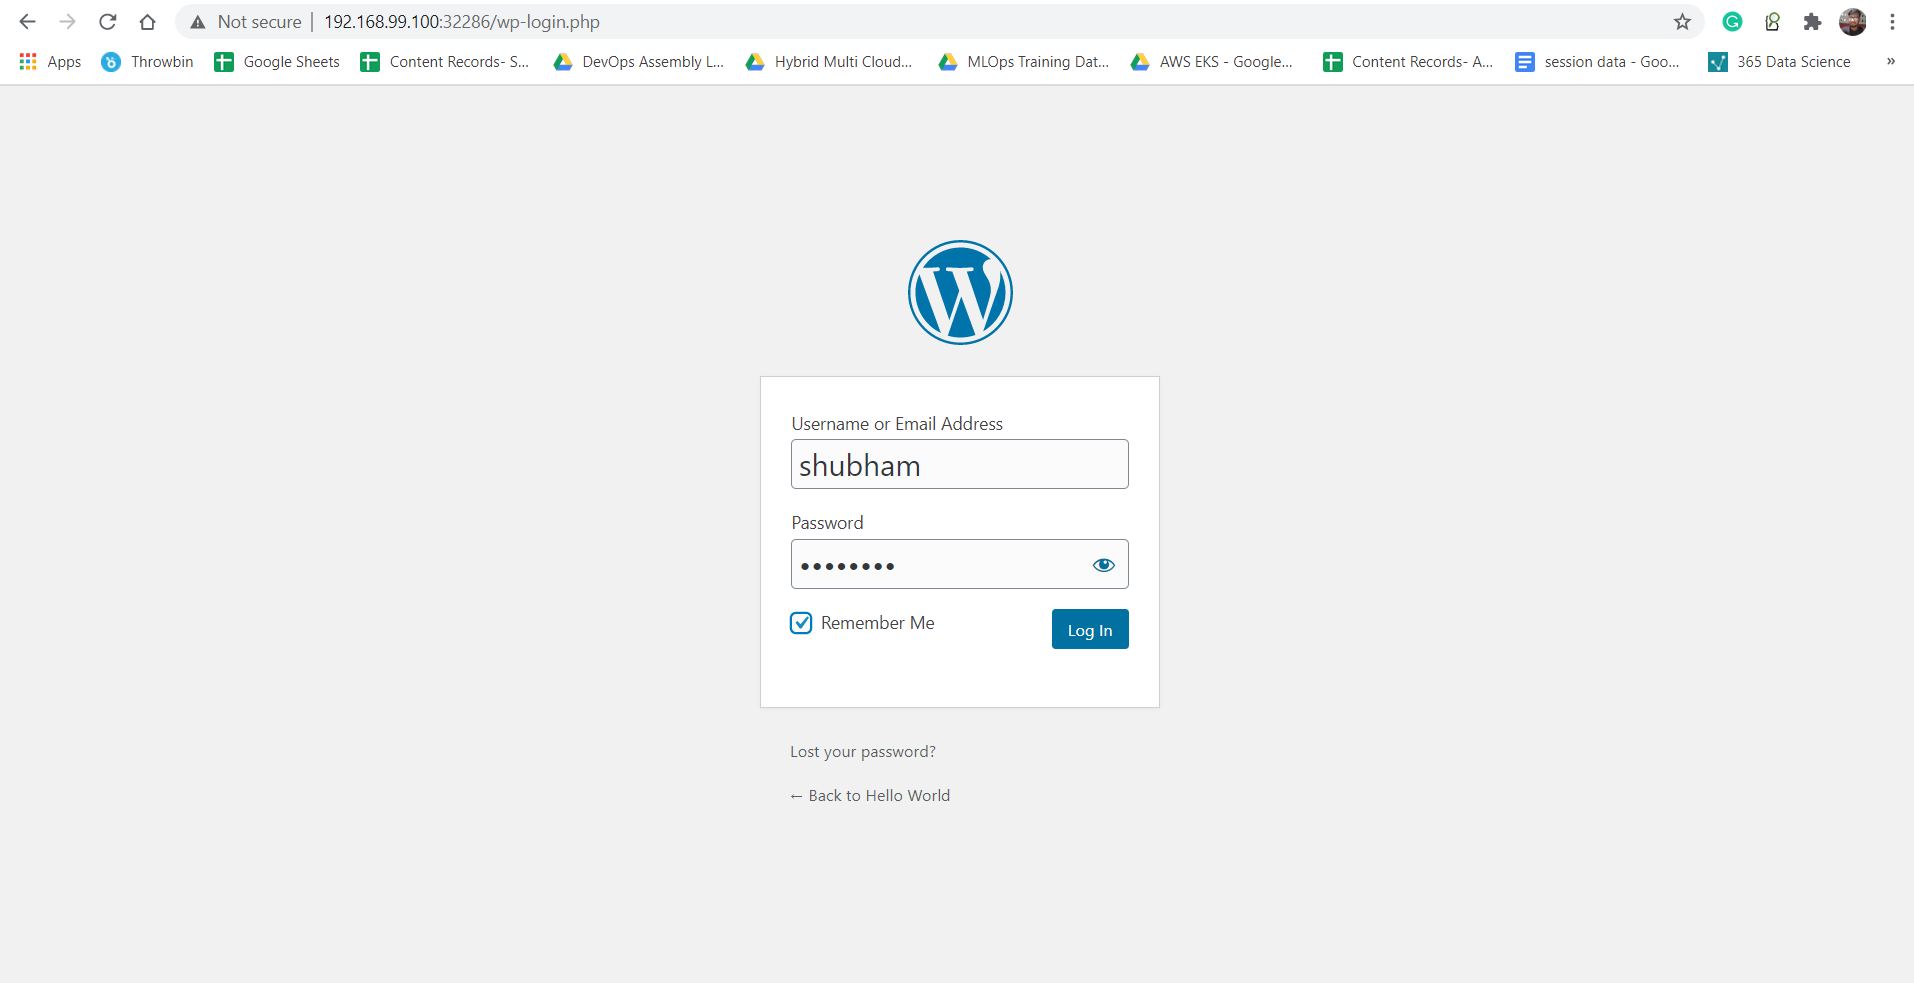 Not secure | 192.168.99.100:32286/wp-login.php
Apps Throwbin Google Sheets Content Records- S... DevOps Assembly L... Hybrid Multi Cloud... MLOps Training Dat... AWS EKS - Google... Content Records- A... session data - Goo... 365 Data Science »
Username or Email Address
shubham
Password
••••••••
Remember Me
Log In
Lost your password?
← Back to Hello World